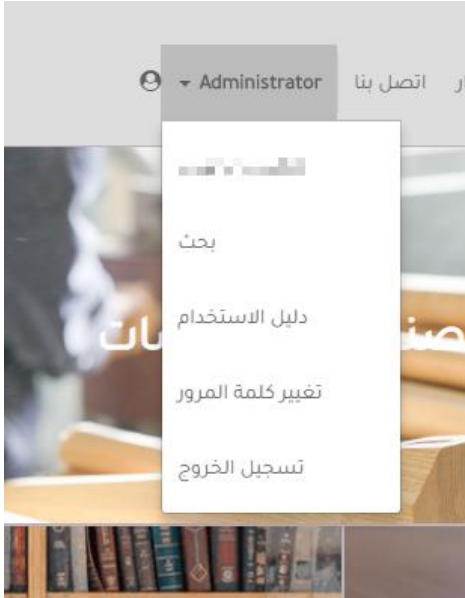 اتصل بنا Administrator
بحث
دليل الاستخدام
تغيير كلمة المرور
تسجيل الخروج